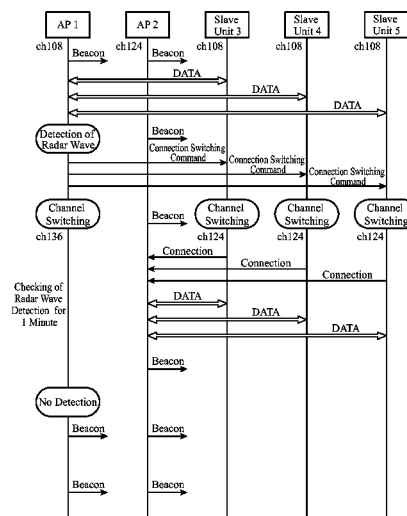 AP 1
AP 2
Slave
Unit 3
Slave
Unit 4
Slave
Unit 5
ch108
ch124
ch108
ch108
ch108
Beacon
Beacon
DATA
DATA
DATA
Detection of
Radar Wave
Beacon
Connection Switching
Command
Connection Switching
Command
Connection Switching
Command
Channel
Switching
Beacon
Channel
Switching
Channel
Switching
Channel
Switching
ch136
ch124
ch124
ch124
Connection
Connection
Connection
Checking of
Radar Wave
Detection for
1 Minute
DATA
DATA
DATA
Beacon
No Detection
Beacon
Beacon
Beacon
Beacon